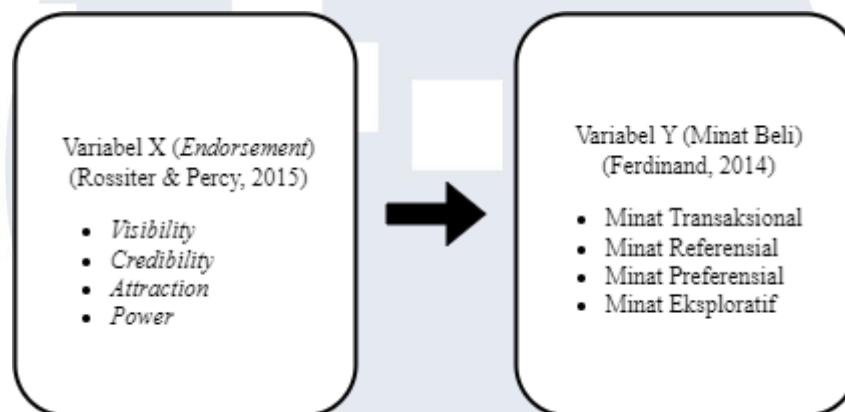 Variabel X (Endorsement)
(Rossiter & Percy, 2015)
• Visibility
• Credibility
• Attraction
• Power
Variabel Y (Minat Beli)
(Ferdinand, 2014)
• Minat Transaksional
• Minat Referensial
• Minat Preferensial
• Minat Eksploratif